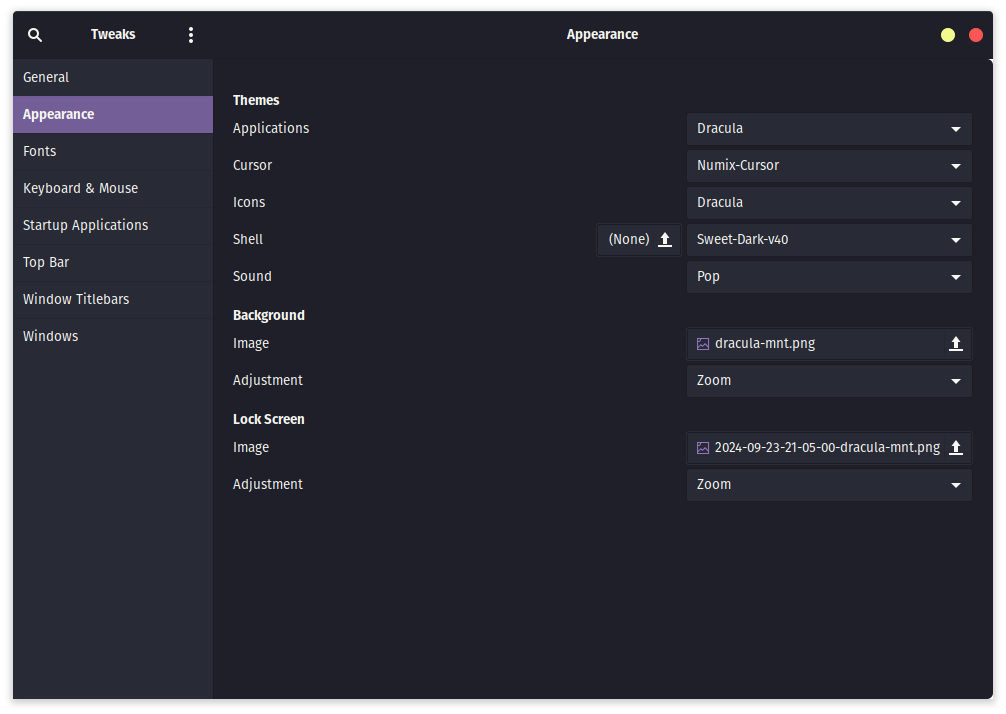 Tweaks
Appearance
General
Appearance
Fonts
Keyboard & Mouse
Startup Applications
Top Bar
Window Titlebars
Windows
Themes
Applications Dracula
Cursor Numix-Cursor
Icons Dracula
Shell (None) Sweet-Dark-v40
Sound Pop
Background
Image dracula-mnt.png
Adjustment Zoom
Lock Screen
Image 2024-09-23-21-05-00-dracula-mnt.png
Adjustment Zoom